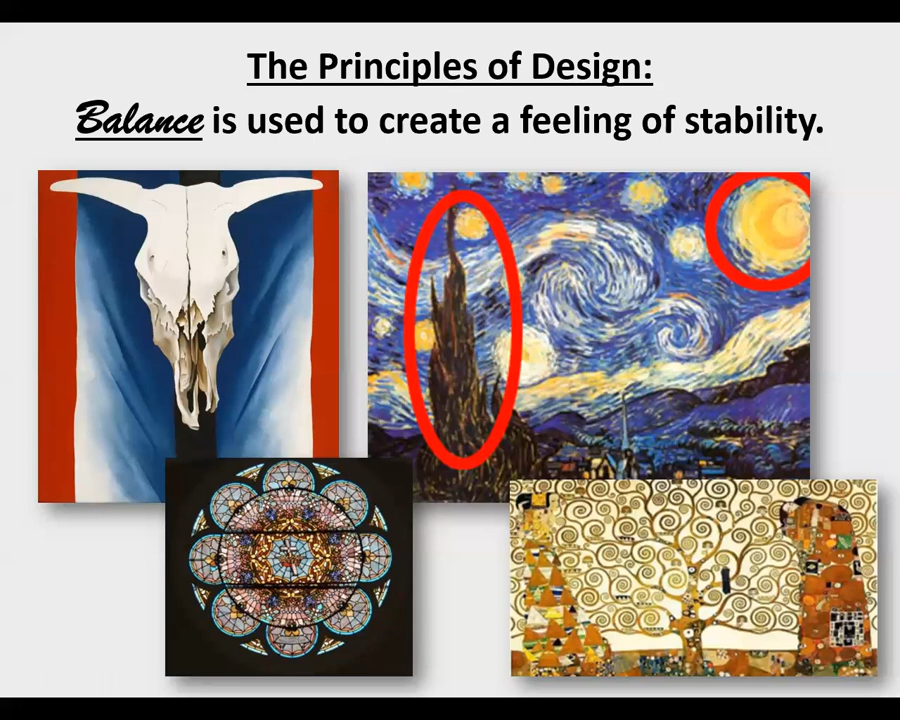 The Principles of Design:
Balance is used to create a feeling of stability.